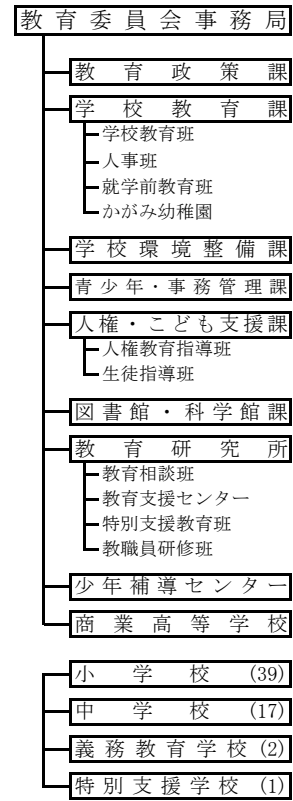 教育委員会事務局
教育政策課
学校教育課
学校教育班
人事班
就学前教育班
かがみ幼稚園
学校環境整備課
青少年・事務管理課
人権・こども支援課
人権教育指導班
生徒指導班
図書館・科学館課
教育研究所
教育相談班
教育支援センター
特別支援教育班
教職員研修班
少年補導センター
商業高等学校
小学校 (39)
中学校 (17)
義務教育学校 (2)
特別支援学校 (1)